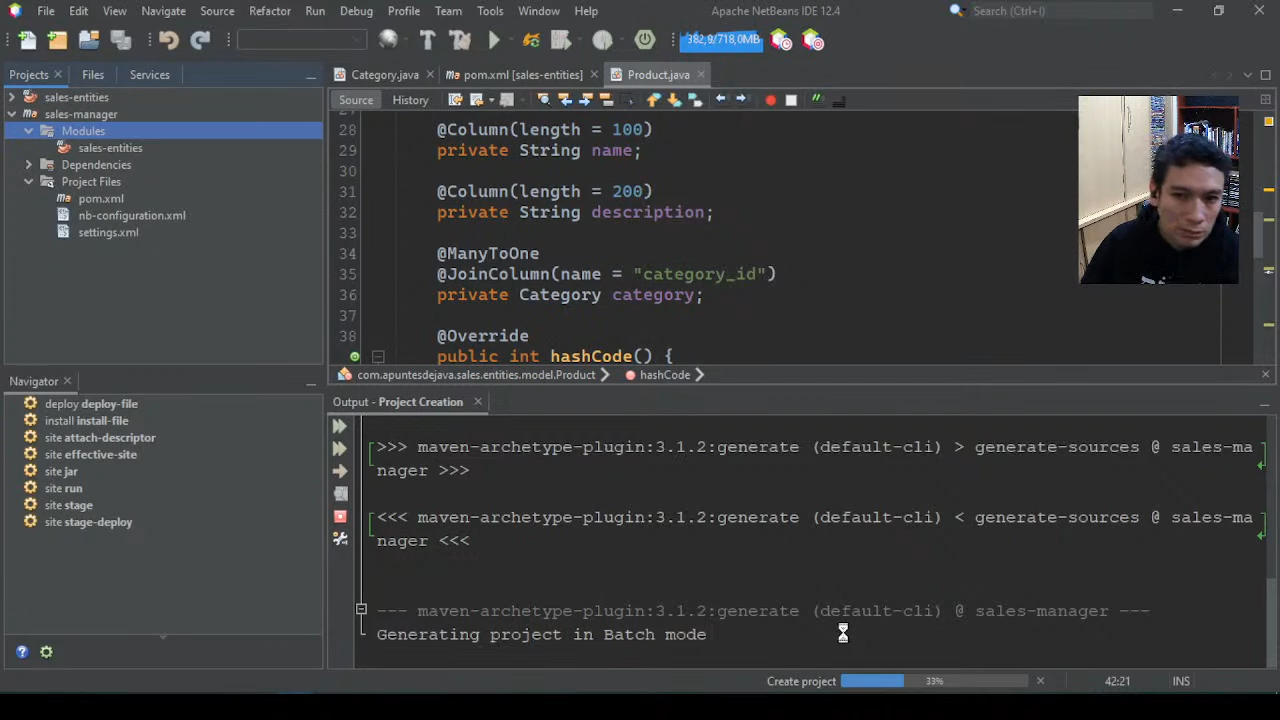 File Edit View Navigate Source Refactor Run Debug Profile Team Tools Window Help Apache NetBeans IDE 12.4 Search (Ctrl+I)
382,9/718,0MB
Projects Files Services
Category.java pom.xml [sales-entities] Product.java
sales-entities
sales-manager
Modules
sales-entities
Dependencies
Project Files
pom.xml
nb-configuration.xml
settings.xml
Source History
28 @Column(length = 100)
29 private String name;
30
31 @Column(length = 200)
32 private String description;
33
34 @ManyToOne
35 @JoinColumn(name = "category_id")
36 private Category category;
37
38 @Override
public int hashCode() {
com.apuntesdejava.sales.entities.model.Product hashCode
Navigator
deploy deploy-file
install install-file
site attach-descriptor
site effective-site
site jar
site run
site stage
site stage-deploy
Output - Project Creation
>>> maven-archetype-plugin:3.1.2:generate (default-cli) > generate-sources @ sales-ma
nager >>>
<<< maven-archetype-plugin:3.1.2:generate (default-cli) < generate-sources @ sales-ma
nager <<<
--- maven-archetype-plugin:3.1.2:generate (default-cli) @ sales-manager ---
Generating project in Batch mode
Create project 33% 42:21 INS